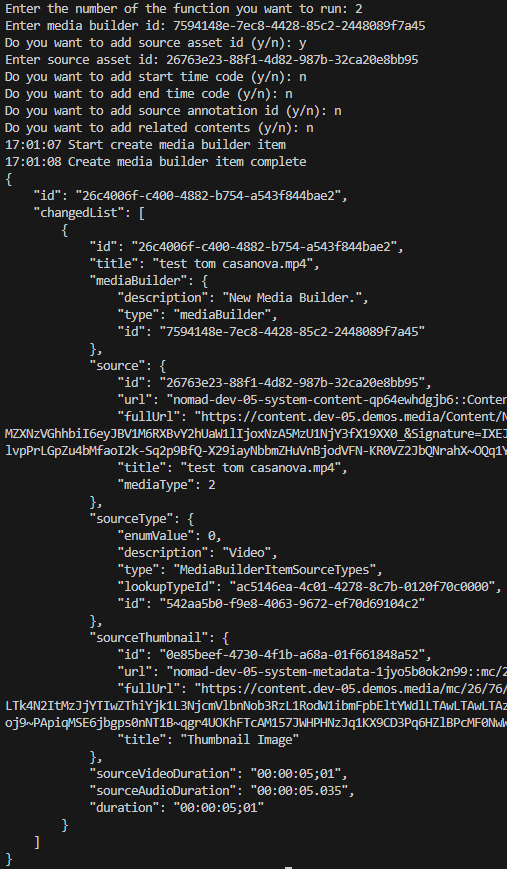 Enter the number of the function you want to run: 2
Enter media builder id: 7594148e-7ec8-4428-85c2-2448089f7a45
Do you want to add source asset id (y/n): y
Enter source asset id: 26763e23-88f1-4d82-987b-32ca20e8bb95
Do you want to add start time code (y/n): n
Do you want to add end time code (y/n): n
Do you want to add source annotation id (y/n): n
Do you want to add related contents (y/n): n
17:01:07 Start create media builder item
17:01:08 Create media builder item complete
{
    "id": "26c4006f-c400-4882-b754-a543f844bae2",
    "changedList": [
        {
            "id": "26c4006f-c400-4882-b754-a543f844bae2",
            "title": "test tom casanova.mp4",
            "mediaBuilder": {
                "description": "New Media Builder.",
                "type": "mediaBuilder",
                "id": "7594148e-7ec8-4428-85c2-2448089f7a45"
            },
            "source": {
                "id": "26763e23-88f1-4d82-987b-32ca20e8bb95",
                "url": "nomad-dev-05-system-content-qp64ewhdgjb6::Conten
                "fullUrl": "https://content.dev-05.demos.media/Content/N
MZXNzVGhhbiI6eyJBV1M6RXBvY2hUaW1lIjoxNzA5MzU1NjY3fX19XX0_&Signature=IXEJ
lvpPrLGpZu4bMfaoI2k-Sq2p9BfQ-X29iayNbbmZHuVnBjodVFN-KR0VZ2JbQNrahX~OQq1Y
                "title": "test tom casanova.mp4",
                "mediaType": 2
            },
            "sourceType": {
                "enumValue": 0,
                "description": "Video",
                "type": "MediaBuilderItemSourceTypes",
                "lookupTypeId": "ac5146ea-4c01-4278-8c7b-0120f70c0000",
                "id": "542aa5b0-f9e8-4063-9672-ef70d69104c2"
            },
            "sourceThumbnail": {
                "id": "0e85beef-4730-4f1b-a68a-01f661848a52",
                "url": "nomad-dev-05-system-metadata-1jyo5b0ok2n99::mc/2
                "fullUrl": "https://content.dev-05.demos.media/mc/26/76/
LTk4N2ItMzJjYTIwZThiYjk1L3NjcmVlbnNob3RzL1RodW1ibmFpbEltYWdlLTAwLTAwLTAz
oj9~PApiqMSE6jbgps0nNT1B~qgr4UOKhFTcAM157JWHPHNzJq1KX9CD3Pq6HZlBPcMF0NwW
                "title": "Thumbnail Image"
            },
            "sourceVideoDuration": "00:00:05;01",
            "sourceAudioDuration": "00:00:05.035",
            "duration": "00:00:05;01"
        }
    ]
}